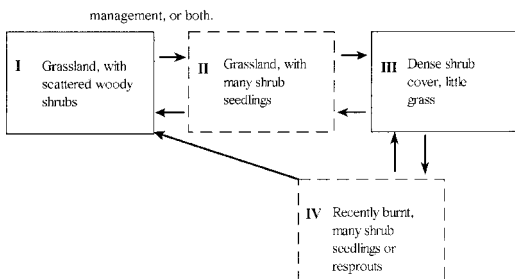 management, or both.
I Grassland, with
scattered woody
shrubs
II Grassland, with
many shrub
seedlings
III Dense shrub
cover, little
grass
IV Recently burnt,
many shrub
seedlings or
resprouts